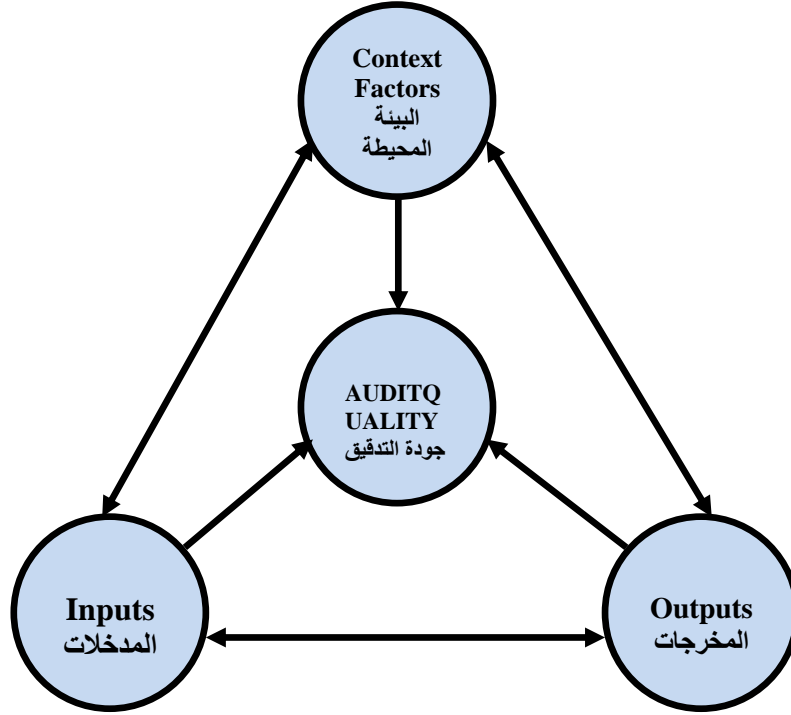 Context
Factors
البيئة
المحيطة
AUDITQ
UALITY
جودة التدقيق
Inputs
المدخلات
Outputs
المخرجات